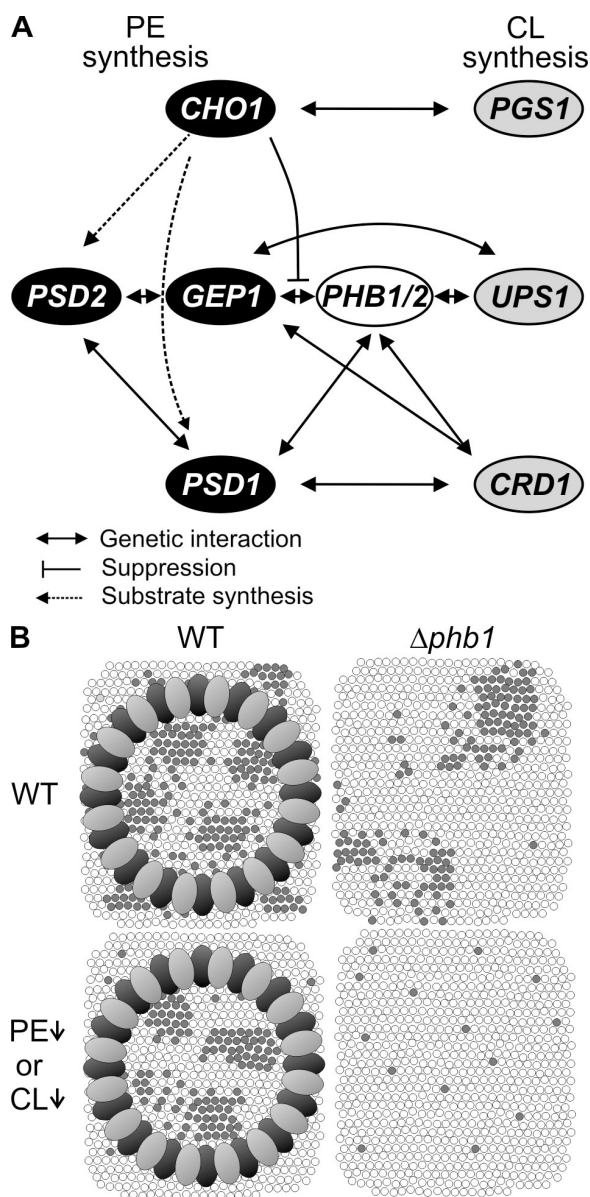 A
PE
synthesis
CL
synthesis
CHO1
PGS1
PSD2
GEP1
PHB1/2
UPS1
PSD1
CRD1
Genetic interaction
Suppression
Substrate synthesis
B
WT
Δphb1
WT
PE↓
or
CL↓